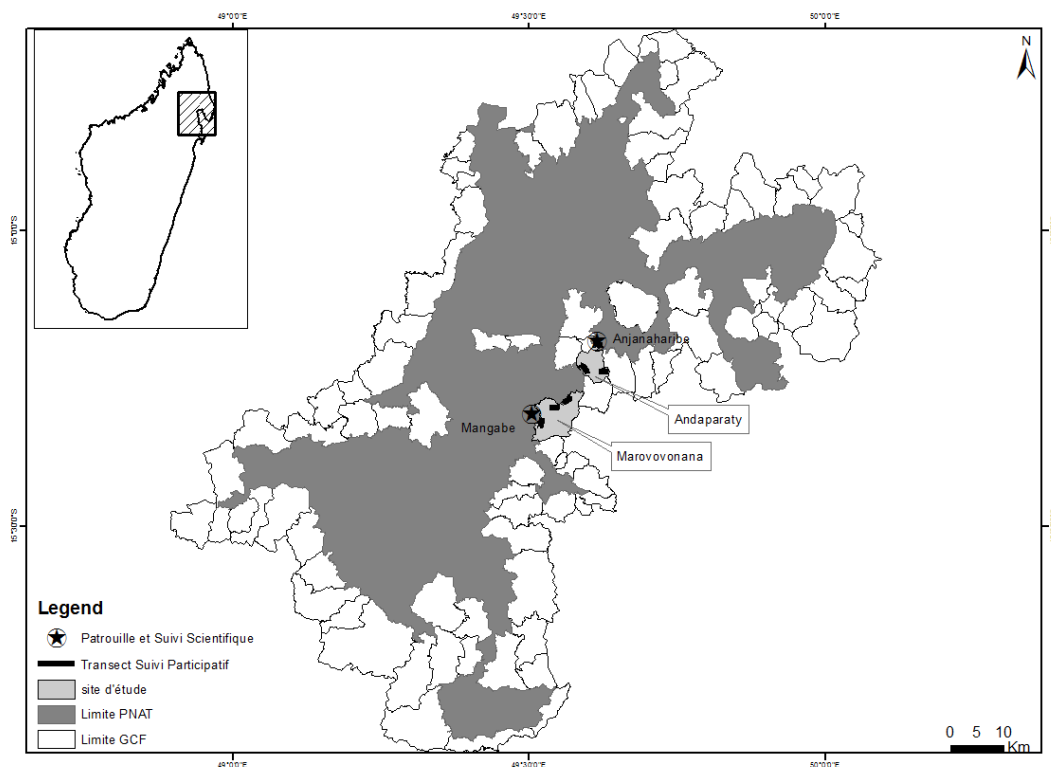 49°0'0"E
49°30'0"E
50°0'0"E
N
Anjanaharibe
Andaparaty
Mangabe
Marovovonana
Legend
Patrouille et Suivi Scientifique
Transect Suivi Participatif
site d'étude
Limite PNAT
Limite GCF
0 5 10
Km
49°0'0"E
49°30'0"E
50°0'0"E